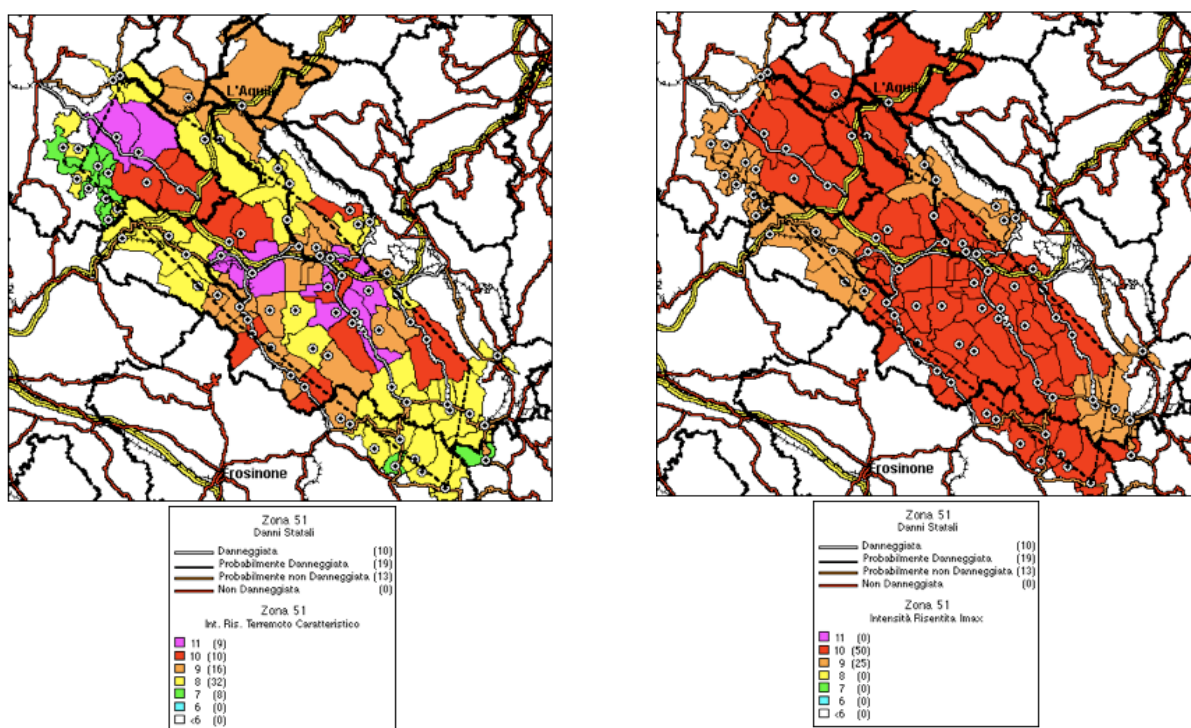 L'Aquil
Frosinone
Zona 51
Danni Statali
Danneggiata (10)
Probabilmente Danneggiata (19)
Probabilmente non Danneggiata (13)
Non Danneggiata (0)
Zona 51
Int. Ris. Terremoto Caratteristico
11 (9)
10 (10)
9 (16)
8 (32)
7 (8)
6 (0)
<6 (0)
L'Aquil
Frosinone
Zona 51
Danni Statali
Danneggiata (10)
Probabilmente Danneggiata (19)
Probabilmente non Danneggiata (13)
Non Danneggiata (0)
Zona 51
Intensità Risentita Imax
11 (0)
10 (50)
9 (25)
8 (0)
7 (0)
6 (0)
<6 (0)